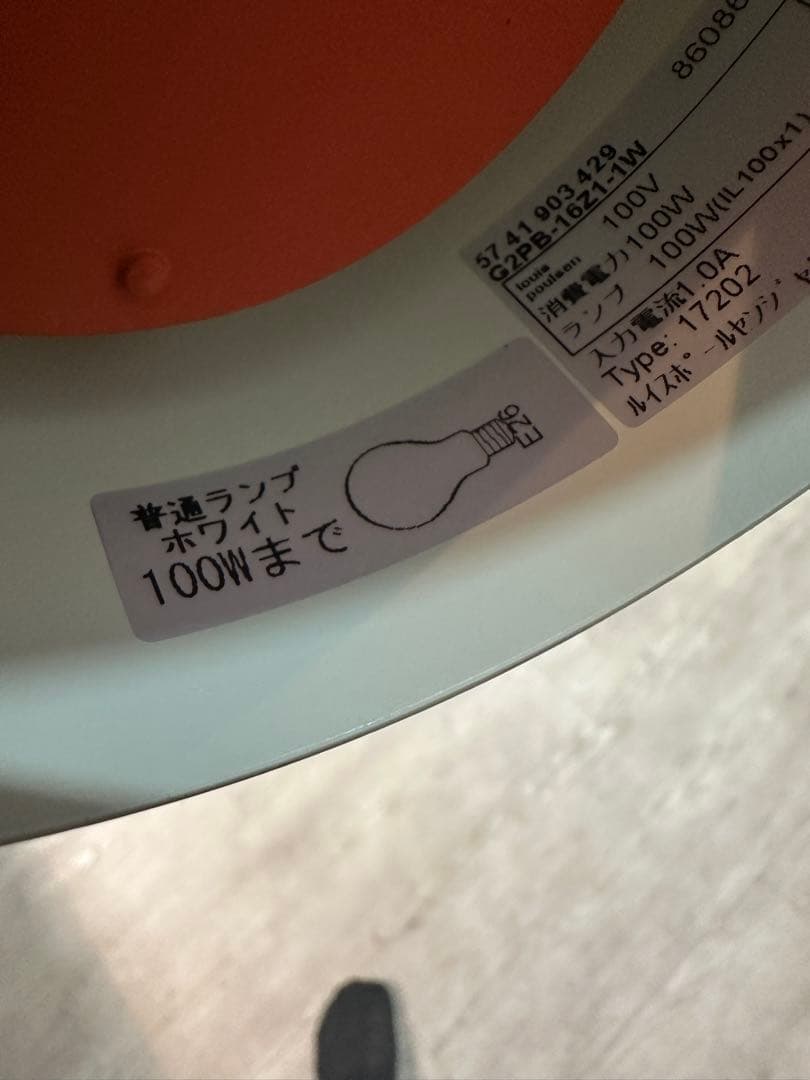 86086
57 41 903 429
G2PB-16Z1-1W
louis
poulsen
100V
消費電力100W
ランプ 100W(IL100x1)
入力電流1.0A
Type: 17202
ルイスポールセンジャ
普通ランプ
ホワイト
100Wまで
E26